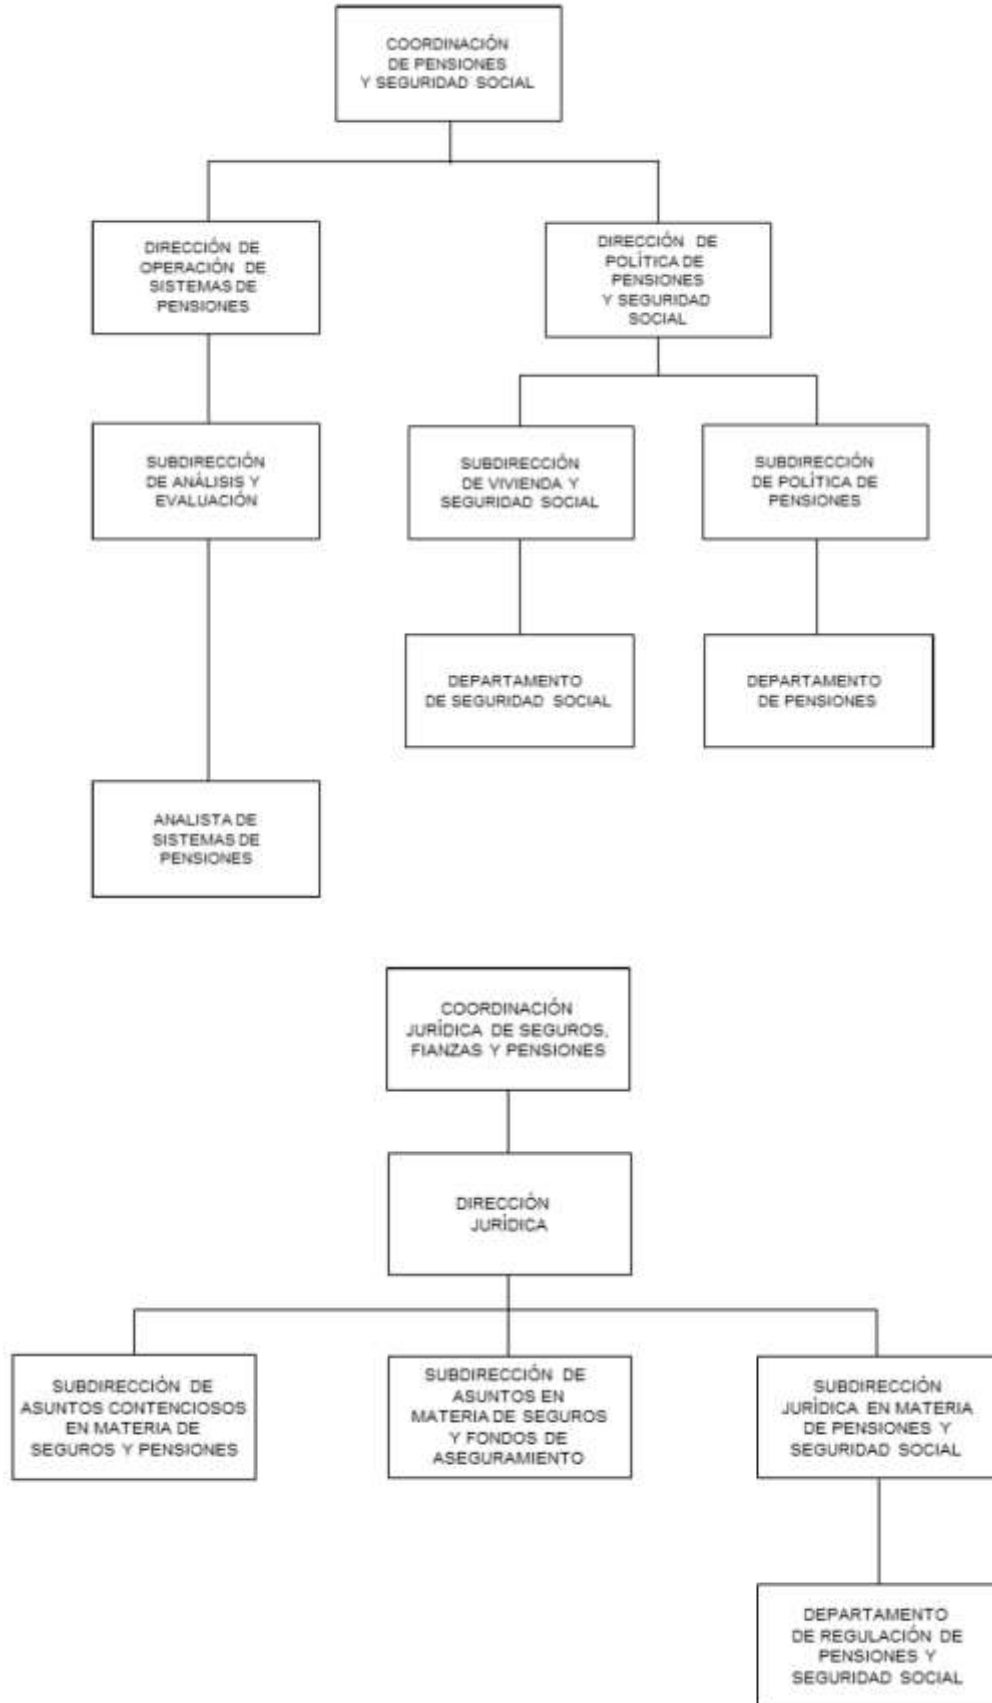 COORDINACIÓN
DE PENSIONES
Y SEGURIDAD SOCIAL
DIRECCIÓN DE
OPERACIÓN DE
SISTEMAS DE
PENSIONES
DIRECCIÓN DE
POLÍTICA DE
PENSIONES
Y SEGURIDAD
SOCIAL
SUBDIRECCIÓN
DE ANÁLISIS Y
EVALUACIÓN
SUBDIRECCIÓN
DE VIVIENDA Y
SEGURIDAD SOCIAL
SUBDIRECCIÓN
DE POLÍTICA DE
PENSIONES
DEPARTAMENTO
DE SEGURIDAD SOCIAL
DEPARTAMENTO
DE PENSIONES
ANALISTA DE
SISTEMAS DE
PENSIONES
COORDINACIÓN
JURÍDICA DE SEGUROS,
FIANZAS Y PENSIONES
DIRECCIÓN
JURÍDICA
SUBDIRECCIÓN DE
ASUNTOS CONTENCIOSOS
EN MATERIA DE
SEGUROS Y PENSIONES
SUBDIRECCIÓN DE
ASUNTOS EN
MATERIA DE SEGUROS
Y FONDOS DE
ASEGURAMIENTO
SUBDIRECCIÓN
JURÍDICA EN MATERIA
DE PENSIONES Y
SEGURIDAD SOCIAL
DEPARTAMENTO
DE REGULACIÓN DE
PENSIONES Y
SEGURIDAD SOCIAL